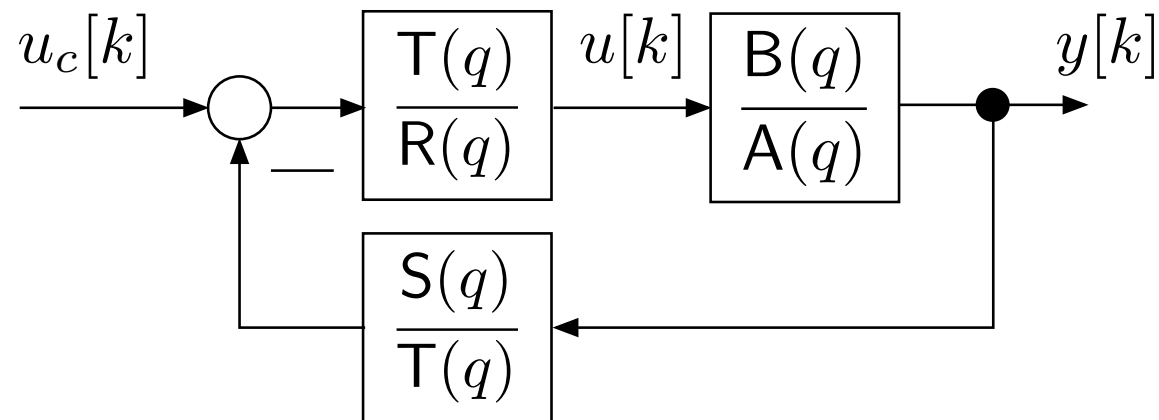 u_c[k]
T(q)
R(q)
u[k]
B(q)
A(q)
y[k]
—
S(q)
T(q)